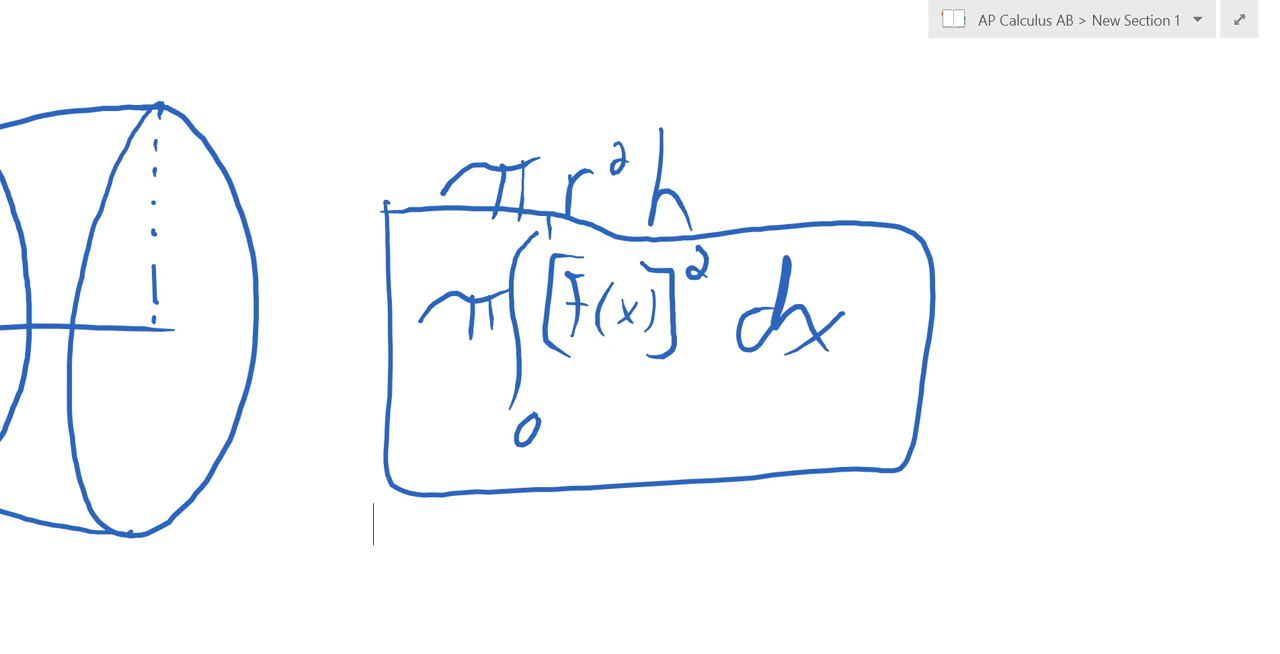 AP Calculus AB > New Section 1
πr²h
π∫₀ [f(x)]² dx